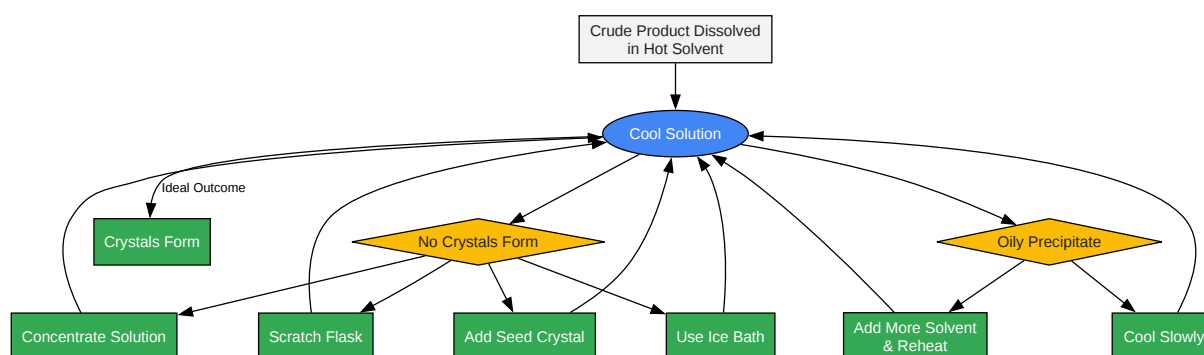 Crude Product Dissolved
in Hot Solvent
Cool Solution
Ideal Outcome
Crystals Form
No Crystals Form
Oily Precipitate
Concentrate Solution
Scratch Flask
Add Seed Crystal
Use Ice Bath
Add More Solvent
& Reheat
Cool Slowly